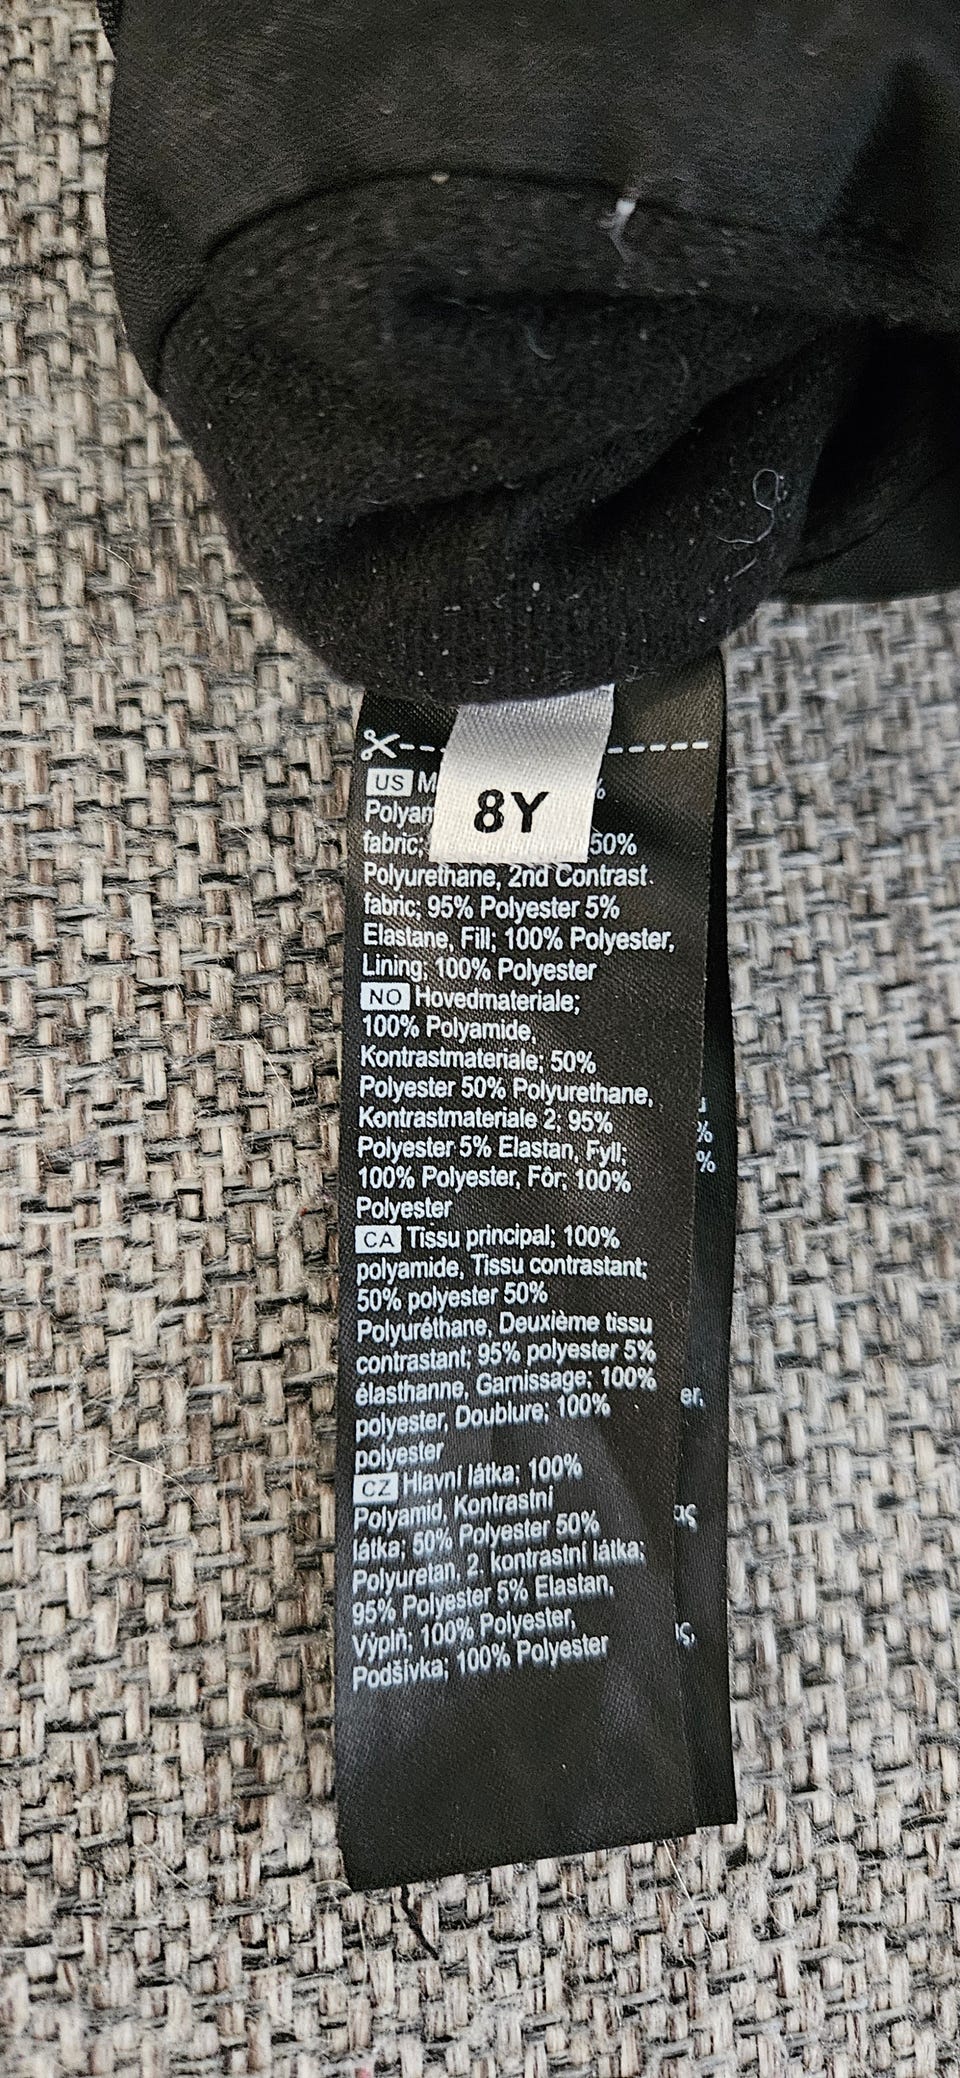 8Y
US
%
fabric; 50%
Polyurethane, 2nd Contrast
fabric; 95% Polyester 5%
Elastane, Fill; 100% Polyester,
Lining; 100% Polyester
NO Hovedmateriale;
100% Polyamide,
Kontrastmateriale; 50%
Polyester 50% Polyurethane,
Kontrastmateriale 2; 95%
Polyester 5% Elastan, Fyll;
100% Polyester, Fôr; 100%
Polyester
CA Tissu principal; 100%
polyamide, Tissu contrastant;
50% polyester 50%
Polyuréthane, Deuxième tissu
contrastant; 95% polyester 5%
élasthanne, Garnissage; 100%
polyester, Doublure; 100%
polyester
CZ Hlavní látka; 100%
Polyamid, Kontrastní
látka; 50% Polyester 50%
Polyuretan, 2. kontrastní látka;
95% Polyester 5% Elastan,
Výplň; 100% Polyester,
Podšívka; 100% Polyester